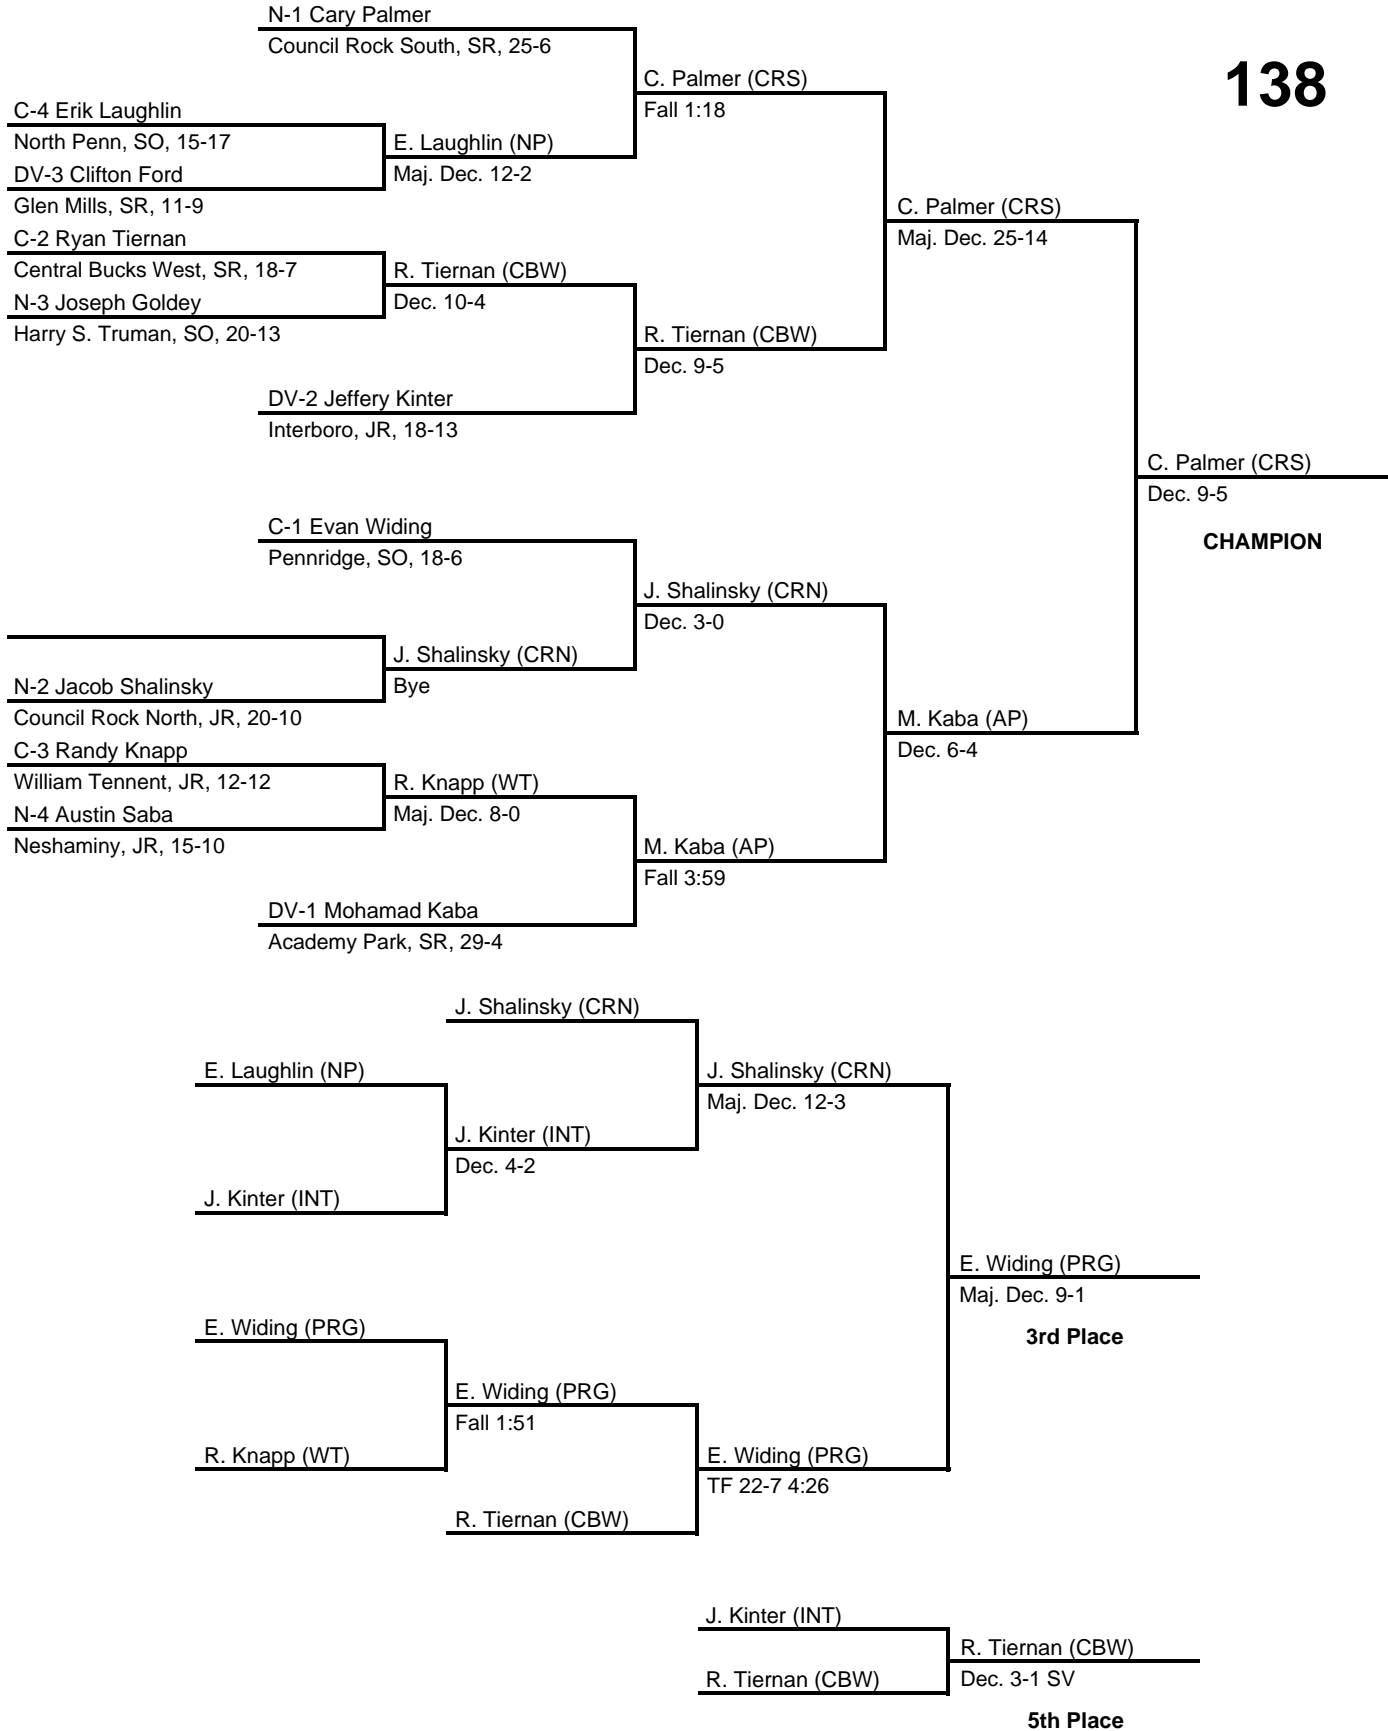 N-1 Cary Palmer
Council Rock South, SR, 25-6
138
C. Palmer (CRS)
Fall 1:18
C-4 Erik Laughlin
North Penn, SO, 15-17
E. Laughlin (NP)
Maj. Dec. 12-2
DV-3 Clifton Ford
Glen Mills, SR, 11-9
C. Palmer (CRS)
Maj. Dec. 25-14
C-2 Ryan Tiernan
Central Bucks West, SR, 18-7
R. Tiernan (CBW)
Dec. 10-4
N-3 Joseph Goldey
Harry S. Truman, SO, 20-13
R. Tiernan (CBW)
Dec. 9-5
DV-2 Jeffery Kinter
Interboro, JR, 18-13
C. Palmer (CRS)
Dec. 9-5
CHAMPION
C-1 Evan Widing
Pennridge, SO, 18-6
J. Shalinsky (CRN)
Dec. 3-0
J. Shalinsky (CRN)
Bye
N-2 Jacob Shalinsky
Council Rock North, JR, 20-10
M. Kaba (AP)
Dec. 6-4
C-3 Randy Knapp
William Tennent, JR, 12-12
R. Knapp (WT)
Maj. Dec. 8-0
N-4 Austin Saba
Neshaminy, JR, 15-10
M. Kaba (AP)
Fall 3:59
DV-1 Mohamad Kaba
Academy Park, SR, 29-4
J. Shalinsky (CRN)
E. Laughlin (NP)
J. Shalinsky (CRN)
Maj. Dec. 12-3
J. Kinter (INT)
Dec. 4-2
J. Kinter (INT)
E. Widing (PRG)
Maj. Dec. 9-1
3rd Place
E. Widing (PRG)
E. Widing (PRG)
Fall 1:51
R. Knapp (WT)
E. Widing (PRG)
TF 22-7 4:26
R. Tiernan (CBW)
J. Kinter (INT)
R. Tiernan (CBW)
Dec. 3-1 SV
R. Tiernan (CBW)
5th Place